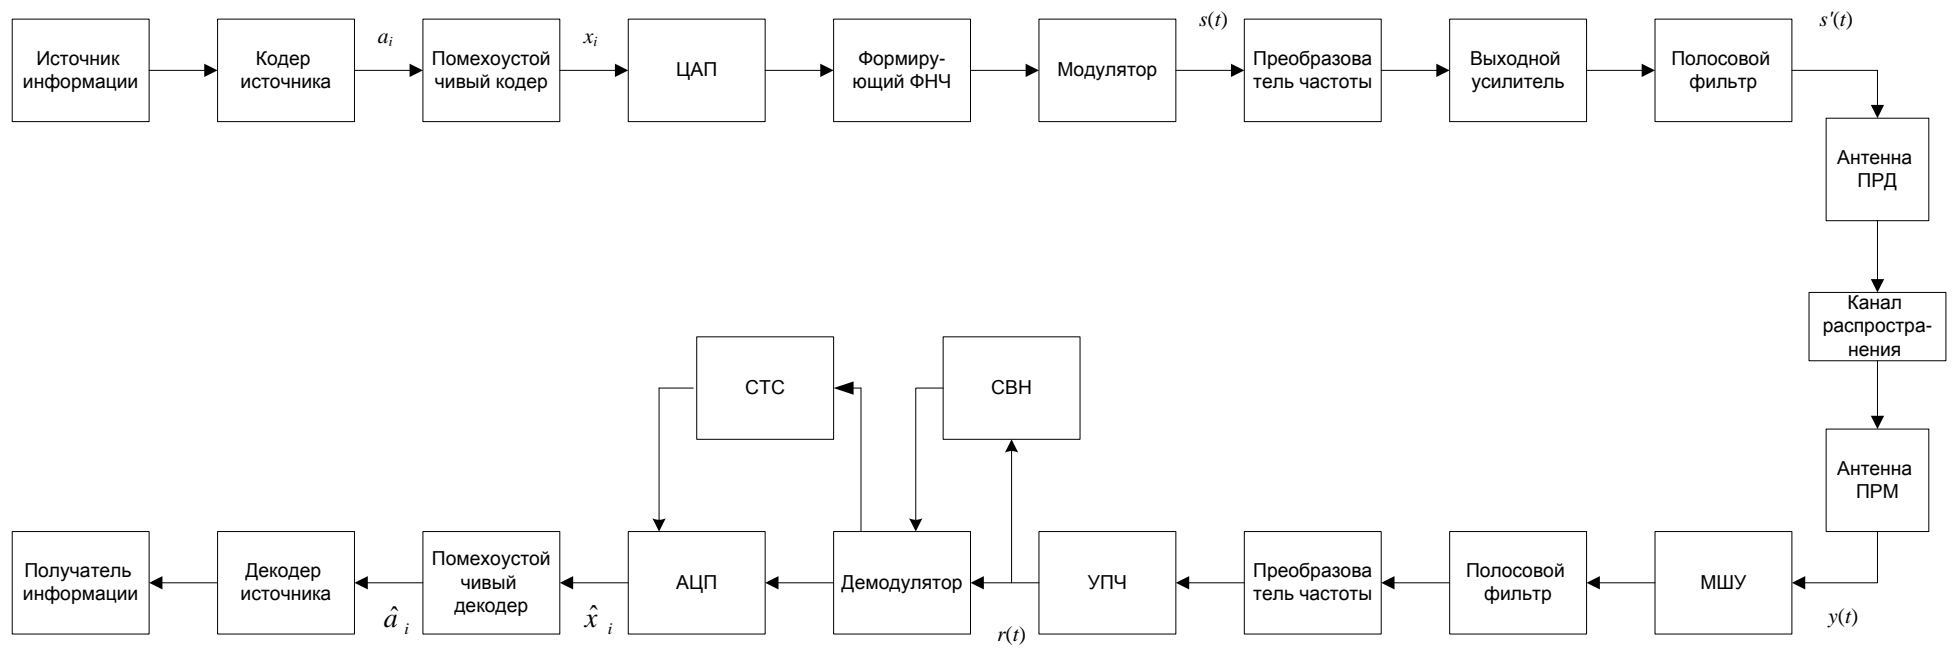 Источник
информации
Кодер
источника
a_i
Помехоустой
чивый кодер
x_i
ЦАП
Формиру-
ющий ФНЧ
Модулятор
s(t)
Преобразова
тель частоты
Выходной
усилитель
Полосовой
фильтр
s'(t)
Антенна
ПРД
Канал
распростра-
нения
Антенна
ПРМ
СТС
СВН
Получатель
информации
Декодер
источника
â_i
Помехоустой
чивый
декодер
x̂_i
АЦП
Демодулятор
r(t)
УПЧ
Преобразова
тель частоты
Полосовой
фильтр
МШУ
y(t)